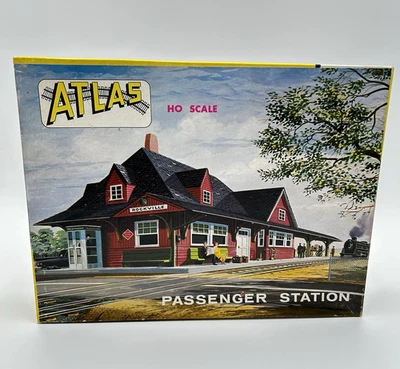 ATLAS
HO SCALE
ROCKVILLE
PASSENGER STATION